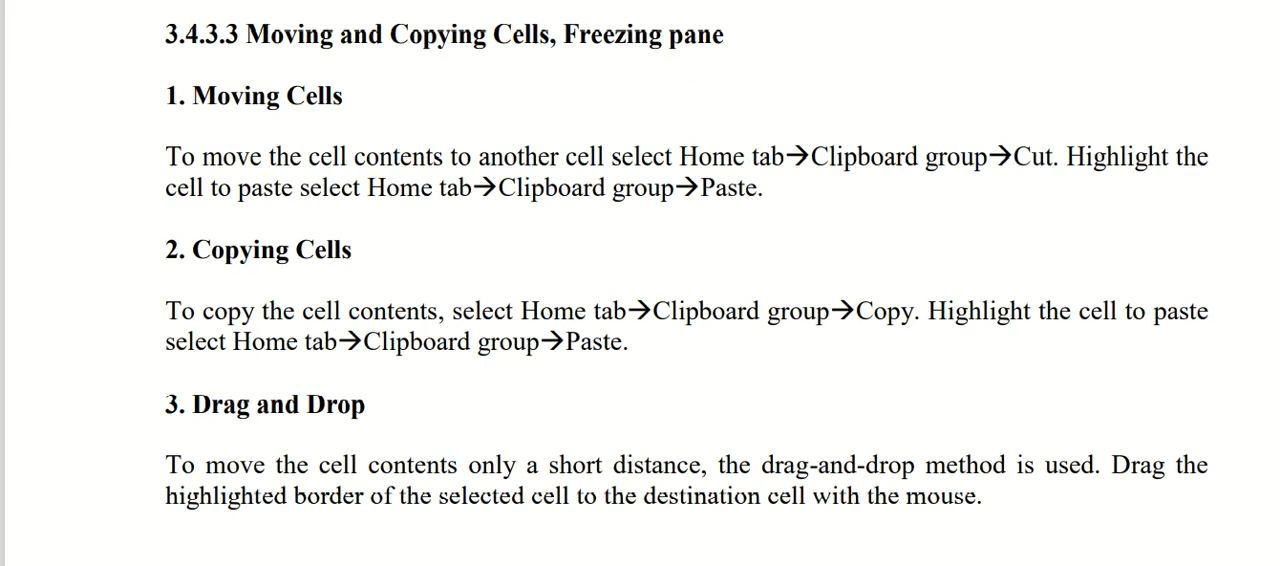 3.4.3.3 Moving and Copying Cells, Freezing pane
1. Moving Cells
To move the cell contents to another cell select Home tab→Clipboard group→Cut. Highlight the
cell to paste select Home tab→Clipboard group→Paste.
2. Copying Cells
To copy the cell contents, select Home tab→Clipboard group→Copy. Highlight the cell to paste
select Home tab→Clipboard group→Paste.
3. Drag and Drop
To move the cell contents only a short distance, the drag-and-drop method is used. Drag the
highlighted border of the selected cell to the destination cell with the mouse.